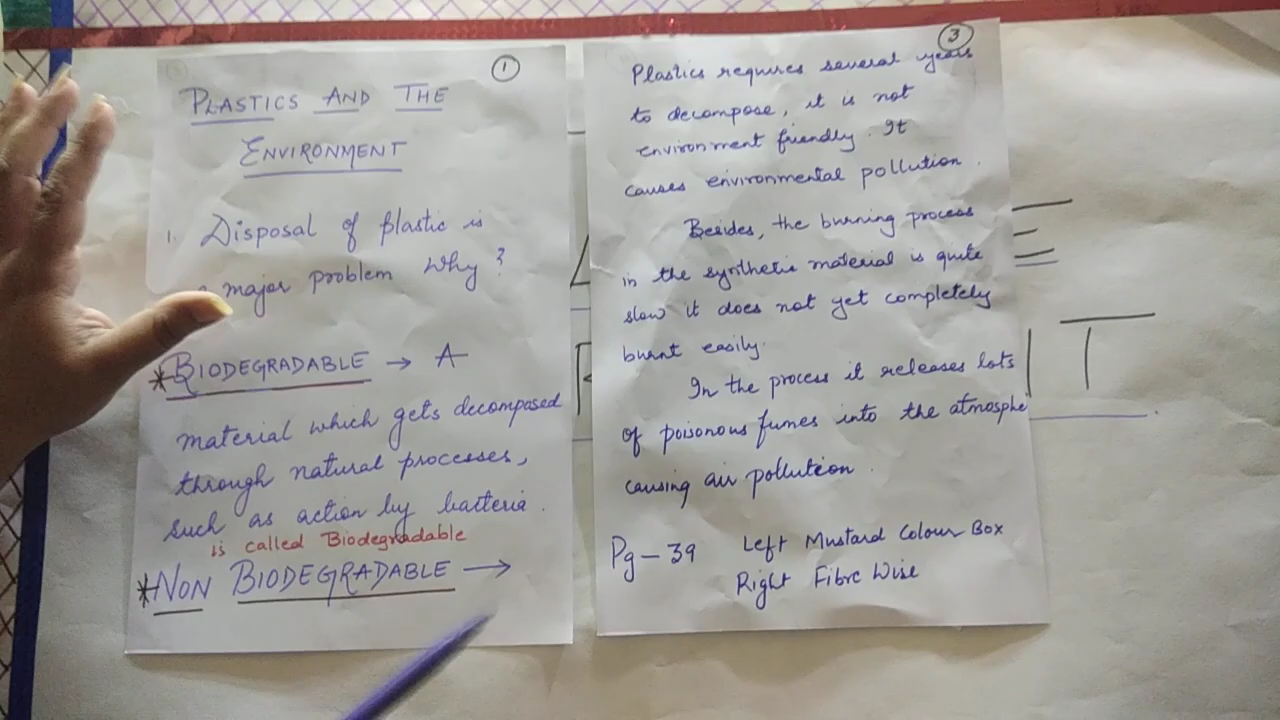 1
PLASTICS AND THE
ENVIRONMENT
1. Disposal of plastic is
a major problem Why?
*BIODEGRADABLE → A
material which gets decomposed
through natural processes,
such as action by bacteria.
is called Biodegradable
*NON BIODEGRADABLE →
3
Plastics requires several years
to decompose, it is not
environment friendly. It
causes environmental pollution.
Besides, the burning process
in the synthetic material is quite
slow it does not yet completely
burnt easily.
In the process it releases lots
of poisonous fumes into the atmosphe
causing air pollution.
Pg-39 Left Mustard Colour Box
Right Fibre Wise